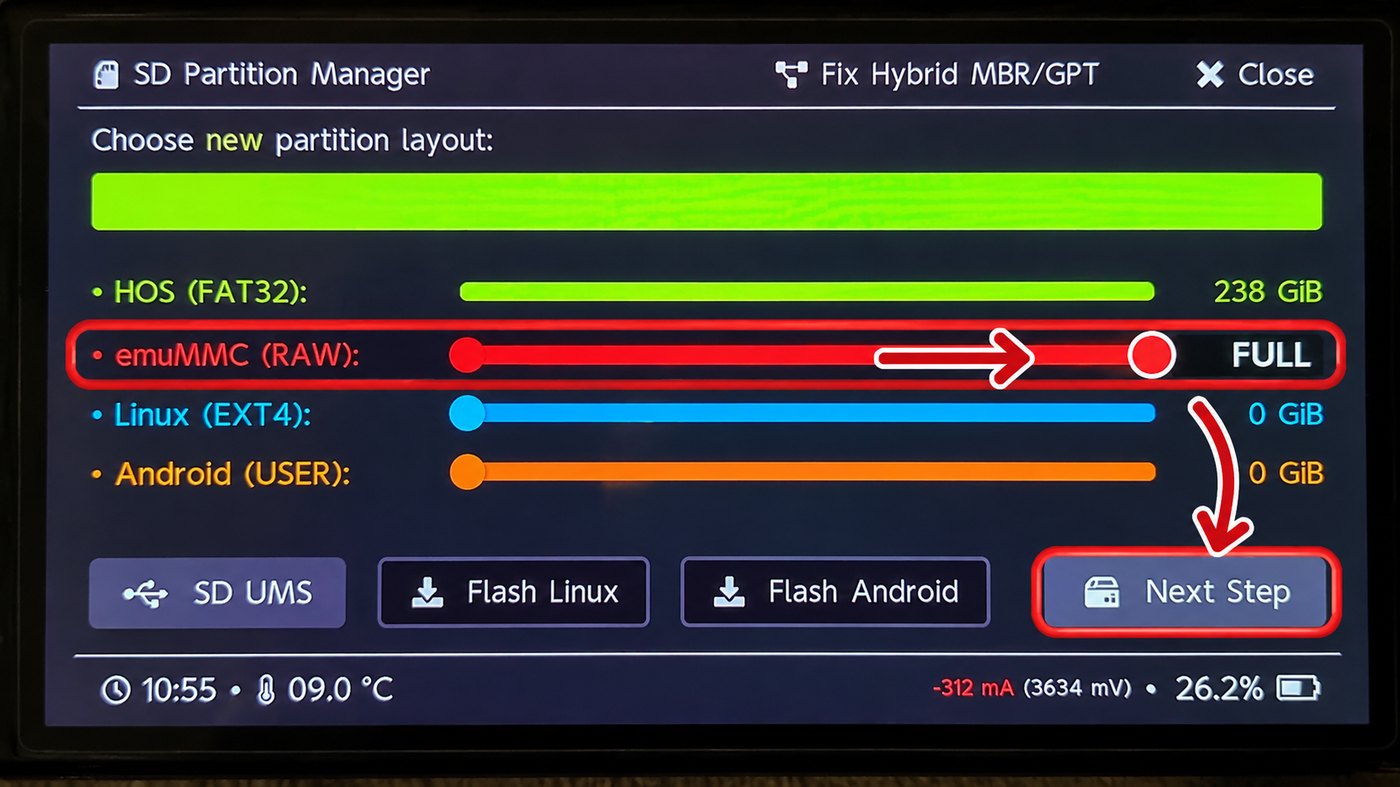 SD Partition Manager Fix Hybrid MBR/GPT Close
Choose new partition layout:
• HOS (FAT32): 238 GiB
• emuMMC (RAW): FULL
• Linux (EXT4): 0 GiB
• Android (USER): 0 GiB
SD UMS Flash Linux Flash Android Next Step
10:55 • 09.0 °C -312 mA (3634 mV) • 26.2%